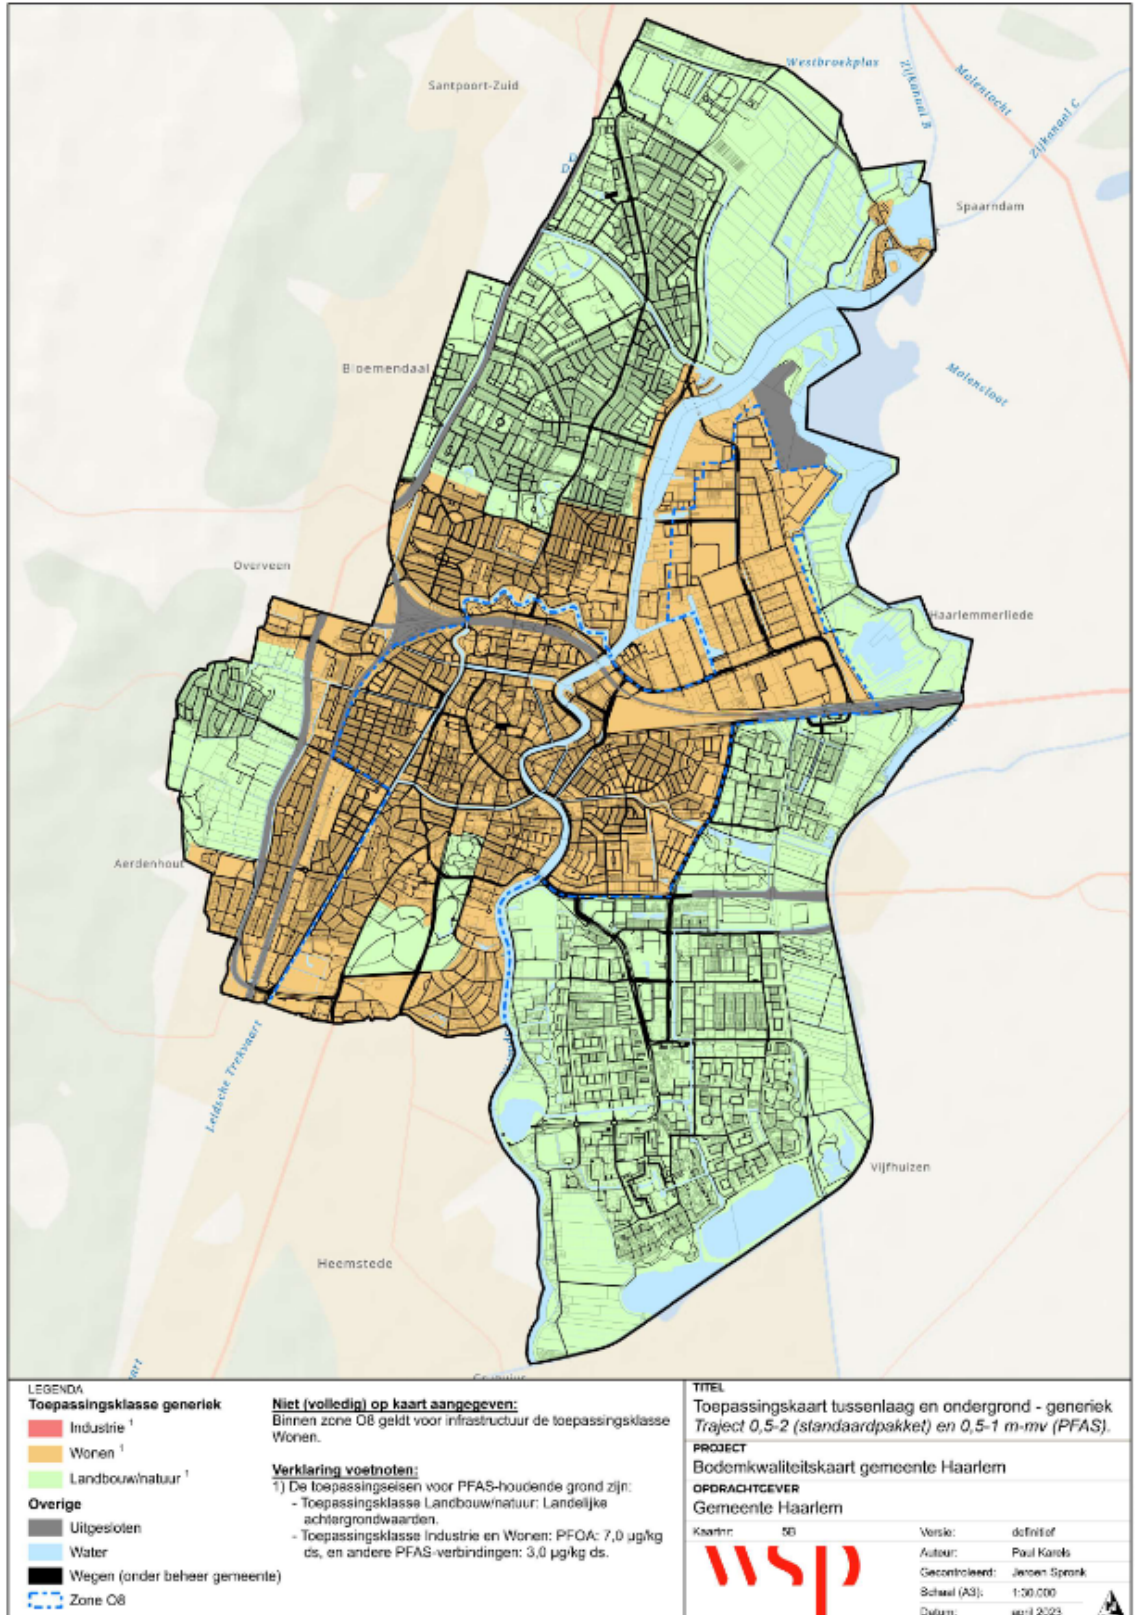 Westbroekplas
Santpoort-Zuid
Zijkanaal B
Molentocht
Zijkanaal C
Spaarndam
Bloemendaal
Molensloot
Overveen
Haarlemmerliede
Aerdenhout
Leidsche Trekvaart
Vijfhuizen
Heemstede
LEGENDA
Toepassingsklasse generiek
Industrie ¹
Wonen ¹
Landbouw/natuur ¹
Overige
Uitgesloten
Water
Wegen (onder beheer gemeente)
Zone O8
Niet (volledig) op kaart aangegeven:
Binnen zone O8 geldt voor infrastructuur de toepassingsklasse
Wonen.
Verklaring voetnoten:
1) De toepassingseisen voor PFAS-houdende grond zijn:
- Toepassingsklasse Landbouw/natuur: Landelijke
achtergrondwaarden.
- Toepassingsklasse Industrie en Wonen: PFOA: 7,0 µg/kg
ds, en andere PFAS-verbindingen: 3,0 µg/kg ds.
TITEL
Toepassingskaart tussenlaag en ondergrond - generiek
Traject 0,5-2 (standaardpakket) en 0,5-1 m-mv (PFAS).
PROJECT
Bodemkwaliteitskaart gemeente Haarlem
OPDRACHTGEVER
Gemeente Haarlem
Kaartnr: 5B
wsp
Versie: definitief
Auteur: Paul Karels
Gecontroleerd: Jeroen Spronk
Schaal (A3): 1:30.000
Datum: april 2023